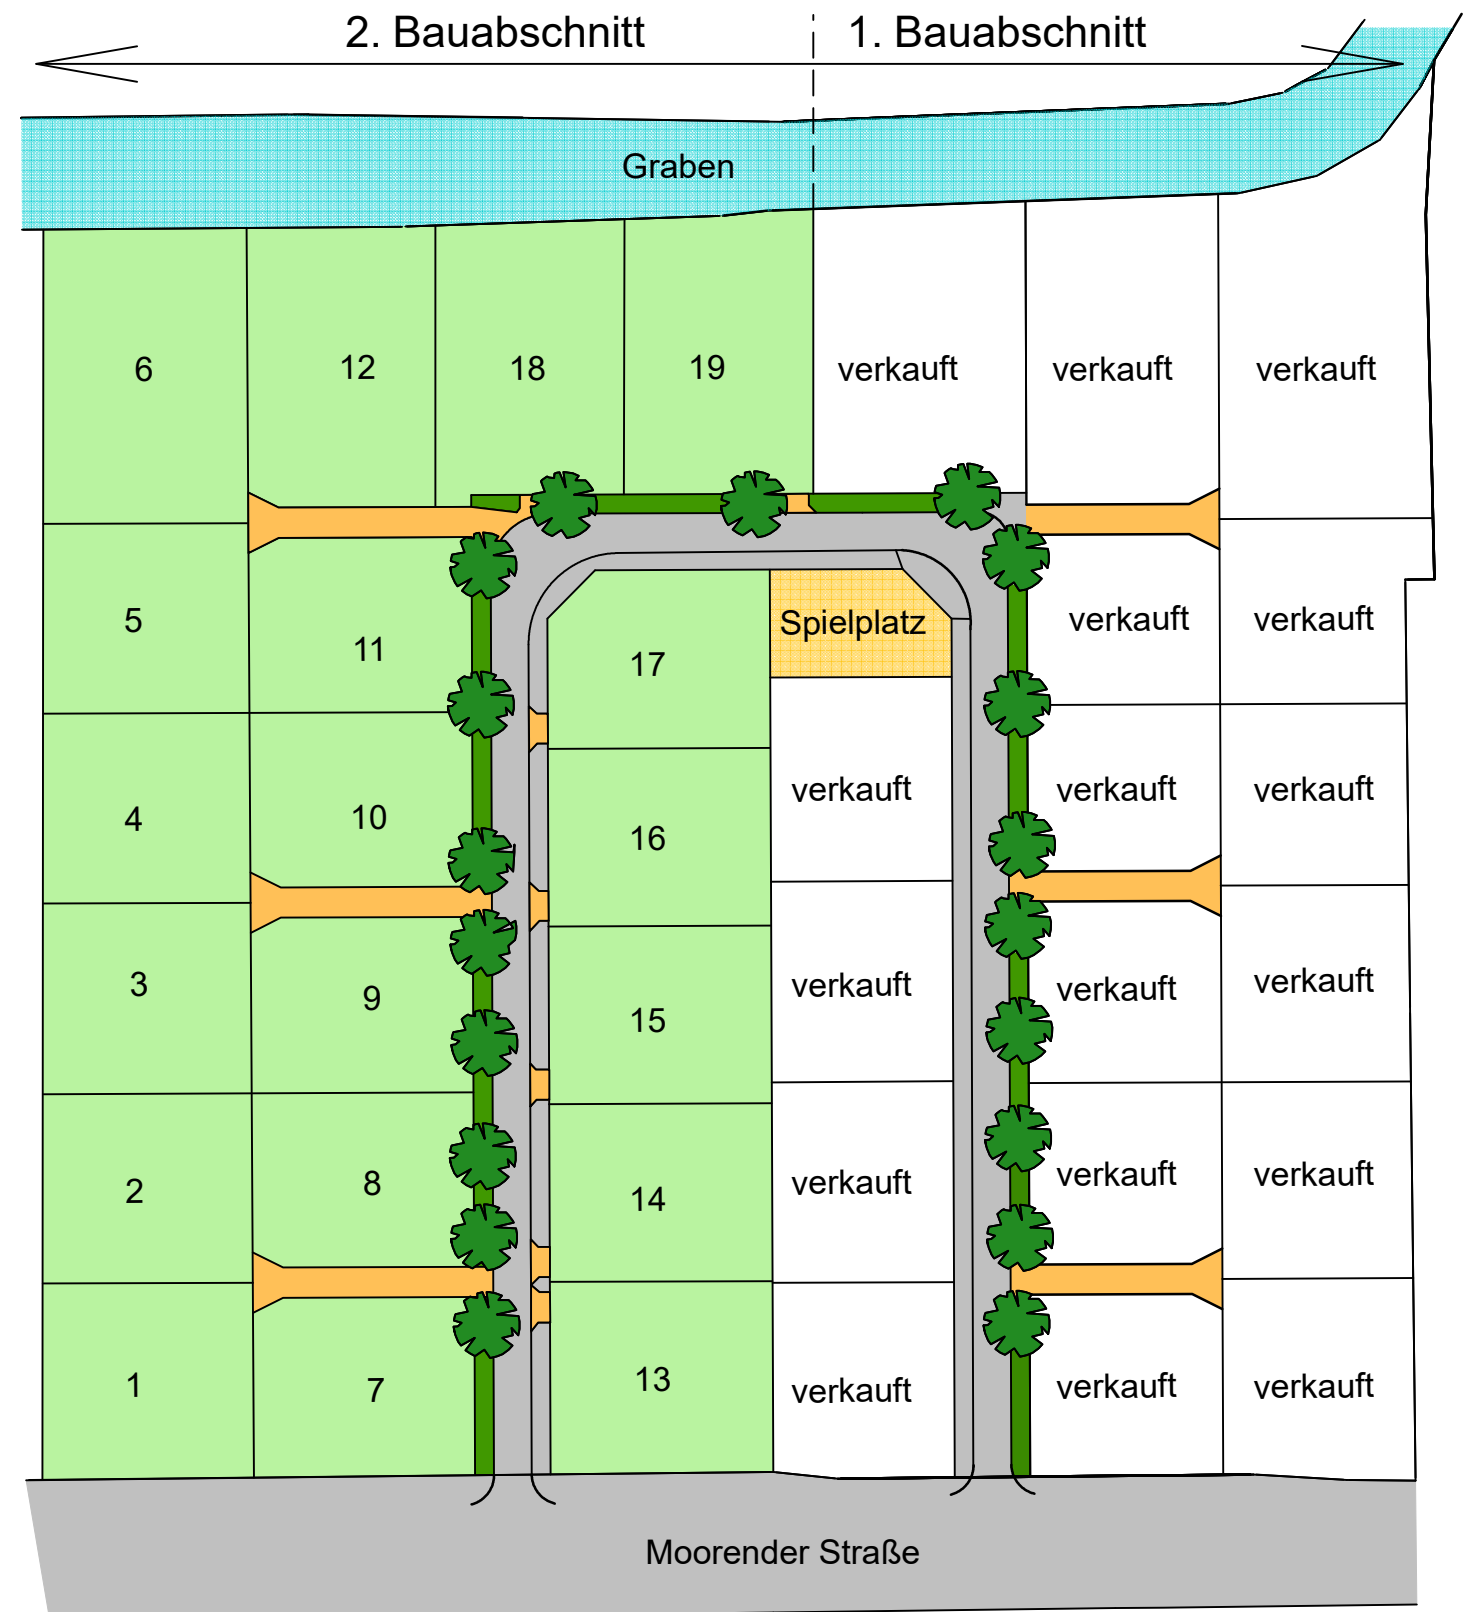 2. Bauabschnitt
1. Bauabschnitt
Graben
6
12
18
19
verkauft
verkauft
verkauft
5
11
17
Spielplatz
verkauft
verkauft
4
10
16
verkauft
verkauft
verkauft
3
9
15
verkauft
verkauft
verkauft
2
8
14
verkauft
verkauft
verkauft
1
7
13
verkauft
verkauft
verkauft
Moorender Straße